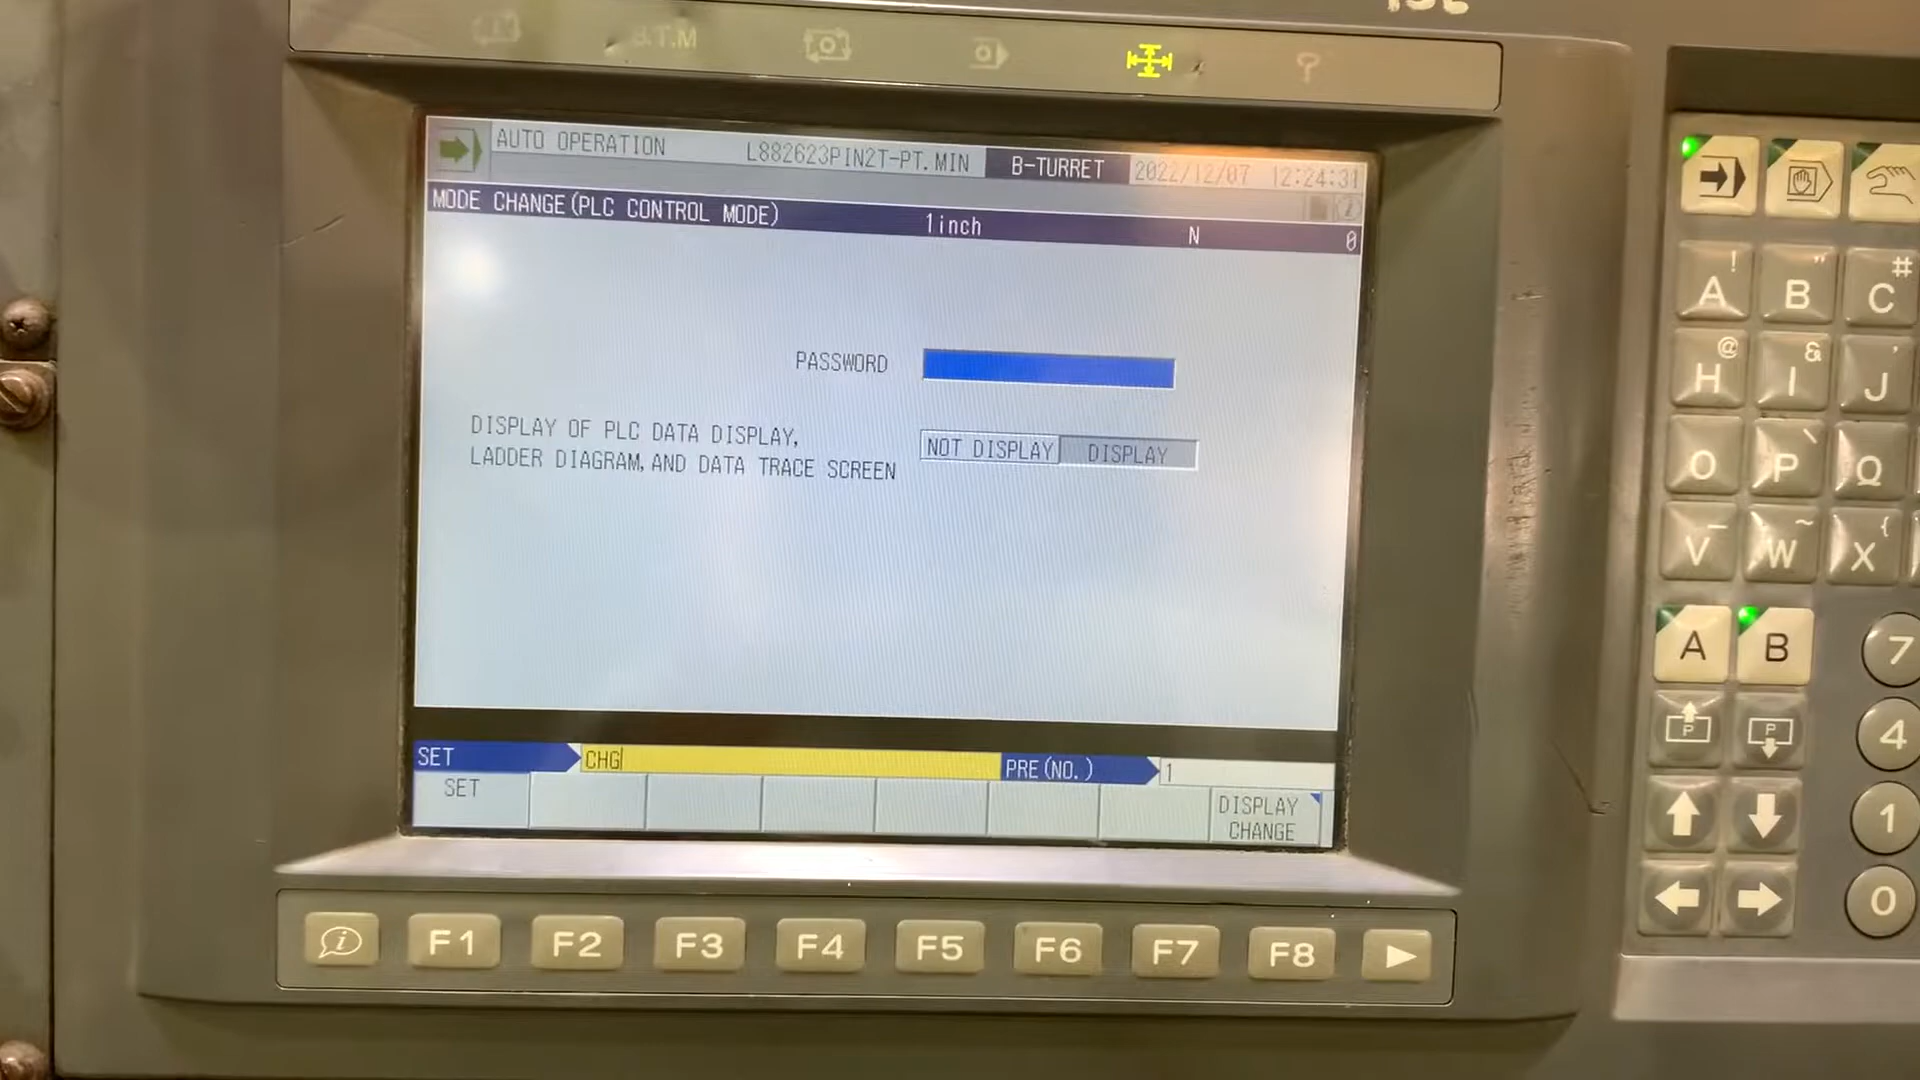 B.T.M
?
AUTO OPERATION L882623PIN2T-PT.MIN B-TURRET 2022/12/07 12:24:31
MODE CHANGE(PLC CONTROL MODE) 1inch N 0
PASSWORD
DISPLAY OF PLC DATA DISPLAY,
LADDER DIAGRAM,AND DATA TRACE SCREEN
NOT DISPLAY DISPLAY
SET CHG PRE(NO.) 1
SET
DISPLAY
CHANGE
F1 F2 F3 F4 F5 F6 F7 F8
A ! B " C #
H @ I & J '
O P ` Q
V _ W ~ X {
A B 7
P P 4
1
0